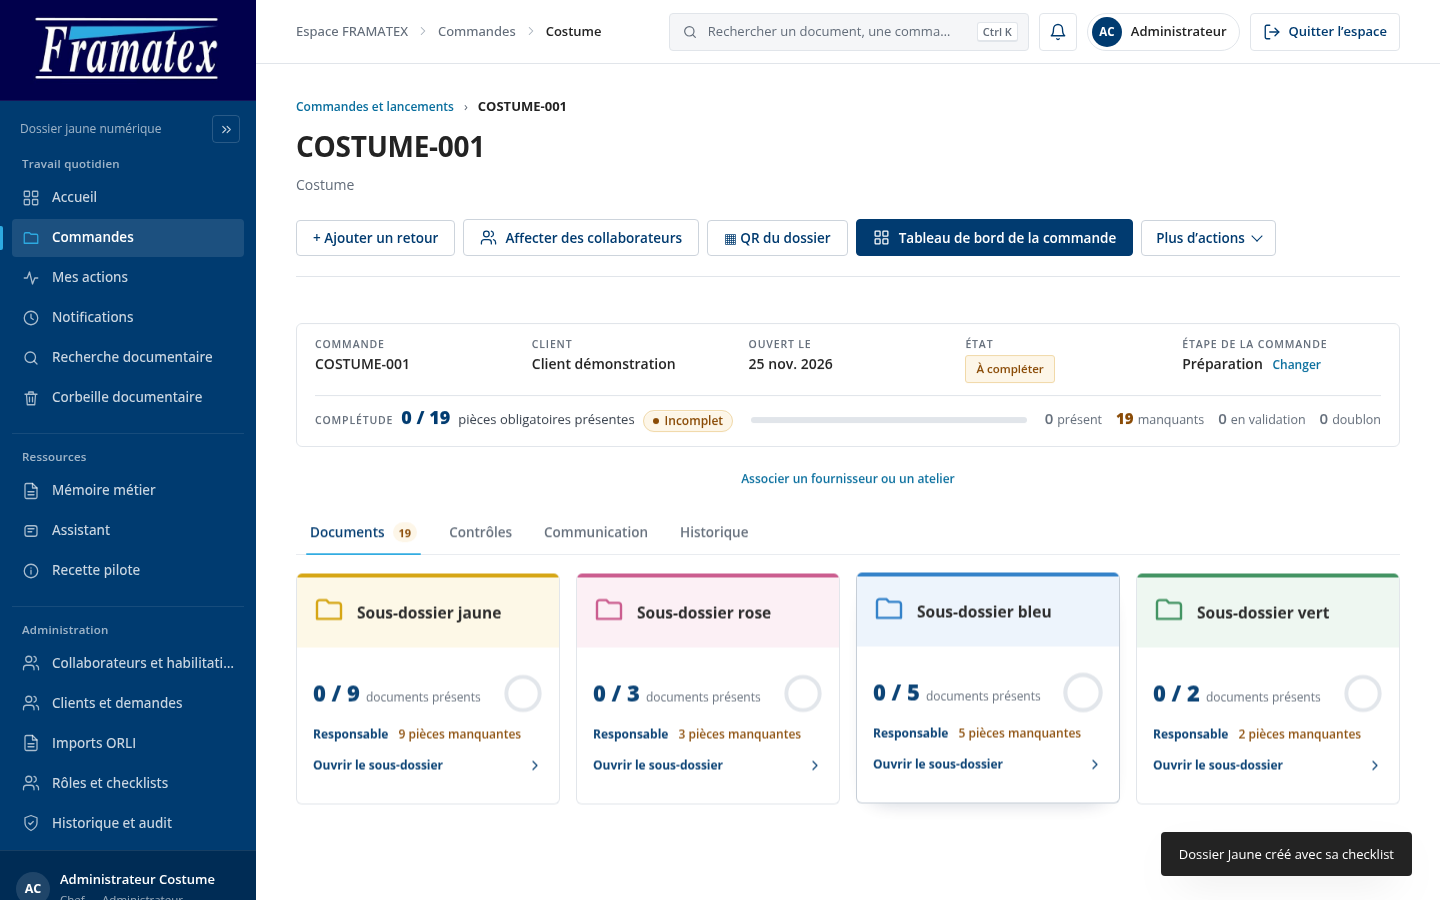 Framatex
Espace FRAMATEX
Commandes
Costume
Rechercher un document, une comma...
Ctrl K
AC
Administrateur
Quitter l’espace
Dossier jaune numérique
Travail quotidien
Accueil
Commandes
Mes actions
Notifications
Recherche documentaire
Corbeille documentaire
Ressources
Mémoire métier
Assistant
Recette pilote
Administration
Collaborateurs et habilitati...
Clients et demandes
Imports ORLI
Rôles et checklists
Historique et audit
AC
Administrateur Costume
Commandes et lancements › COSTUME-001
COSTUME-001
Costume
+ Ajouter un retour
Affecter des collaborateurs
QR du dossier
Tableau de bord de la commande
Plus d’actions
COMMANDE
COSTUME-001
CLIENT
Client démonstration
OUVERT LE
25 nov. 2026
ÉTAT
À compléter
ÉTAPE DE LA COMMANDE
Préparation Changer
COMPLÉTUDE 0 / 19 pièces obligatoires présentes Incomplet 0 présent 19 manquants 0 en validation 0 doublon
Associer un fournisseur ou un atelier
Documents 19 Contrôles Communication Historique
Sous-dossier jaune
0 / 9 documents présents
Responsable 9 pièces manquantes
Ouvrir le sous-dossier
Sous-dossier rose
0 / 3 documents présents
Responsable 3 pièces manquantes
Ouvrir le sous-dossier
Sous-dossier bleu
0 / 5 documents présents
Responsable 5 pièces manquantes
Ouvrir le sous-dossier
Sous-dossier vert
0 / 2 documents présents
Responsable 2 pièces manquantes
Ouvrir le sous-dossier
Dossier Jaune créé avec sa checklist